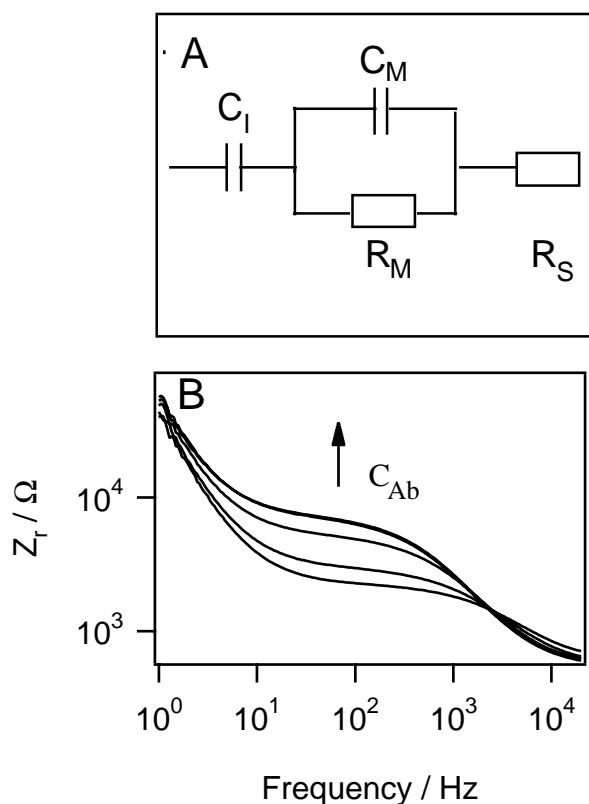 A
C_M
C_I
R_M
R_S
B
C_Ab
Z_r / Ω
10^4
10^3
10^0 10^1 10^2 10^3 10^4
Frequency / Hz